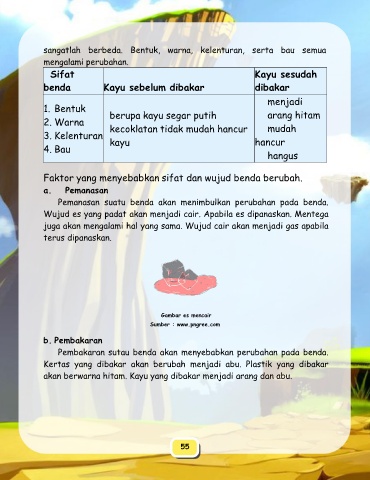 sangatlah berbeda. Bentuk, warna, kelenturan, serta bau semua
mengalami perubahan.
Sifat benda
Kayu sebelum dibakar
Kayu sesudah dibakar
1. Bentuk
2. Warna
3. Kelenturan
4. Bau
berupa kayu segar putih
kecoklatan tidak mudah hancur
kayu
menjadi
arang hitam
mudah
hancur
hangus
Faktor yang menyebabkan sifat dan wujud benda berubah.
a. Pemanasan
Pemanasan suatu benda akan menimbulkan perubahan pada benda.
Wujud es yang padat akan menjadi cair. Apabila es dipanaskan. Mentega
juga akan mengalami hal yang sama. Wujud cair akan menjadi gas apabila
terus dipanaskan.
Gambar es mencair
Sumber : www.pngree.com
b. Pembakaran
Pembakaran sutau benda akan menyebabkan perubahan pada benda.
Kertas yang dibakar akan berubah menjadi abu. Plastik yang dibakar
akan berwarna hitam. Kayu yang dibakar menjadi arang dan abu.
55